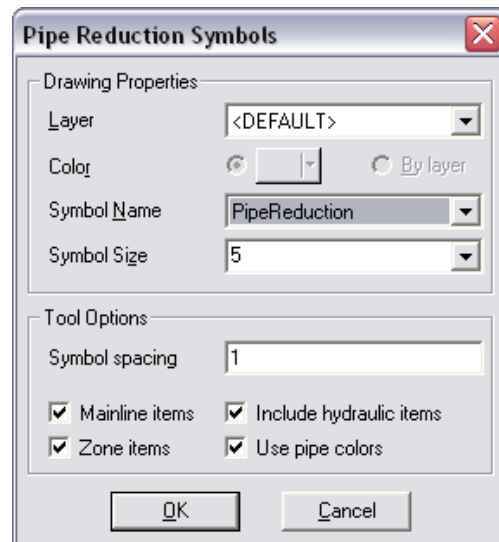 Pipe Reduction Symbols
Drawing Properties
Layer <DEFAULT>
Color By layer
Symbol Name PipeReduction
Symbol Size 5
Tool Options
Symbol spacing 1
Mainline items Include hydraulic items
Zone items Use pipe colors
OK Cancel